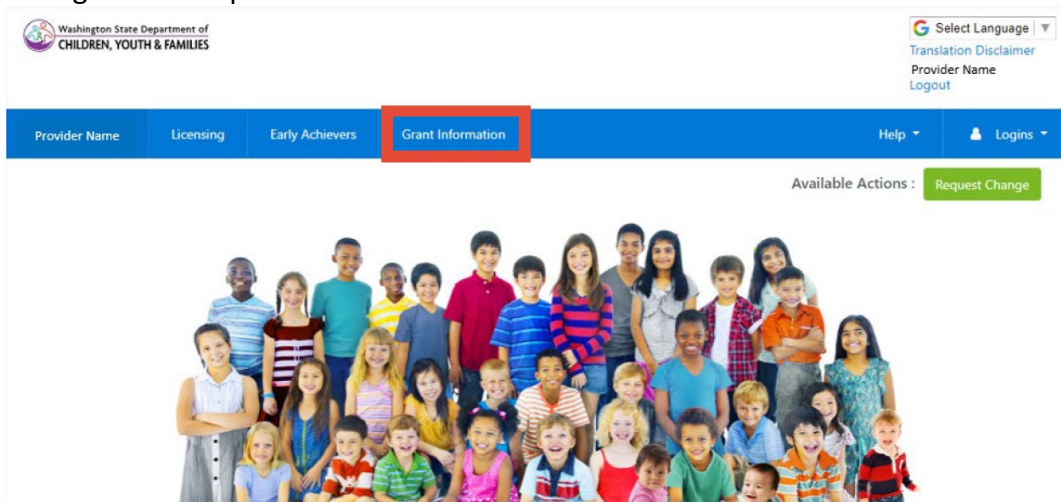 Washington State Department of
CHILDREN, YOUTH & FAMILIES
Select Language
Translation Disclaimer
Provider Name
Logout
Provider Name Licensing Early Achievers Grant Information Help Logins
Available Actions : Request Change